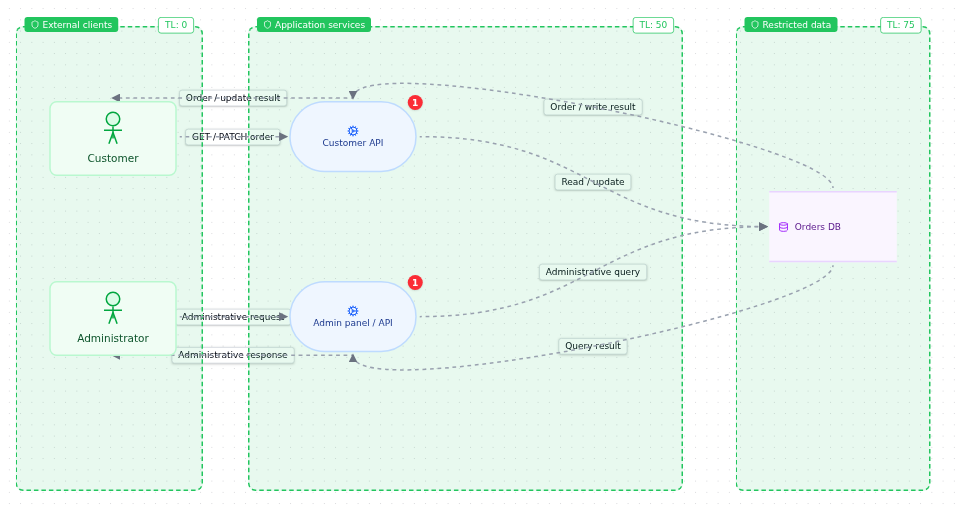 External clients
TL: 0
Application services
TL: 50
Restricted data
TL: 75
Order / update result
1
Order / write result
GET / PATCH order
Customer API
Customer
Read / update
Orders DB
Administrative query
1
Administrative request
Admin panel / API
Administrator
Query result
Administrative response